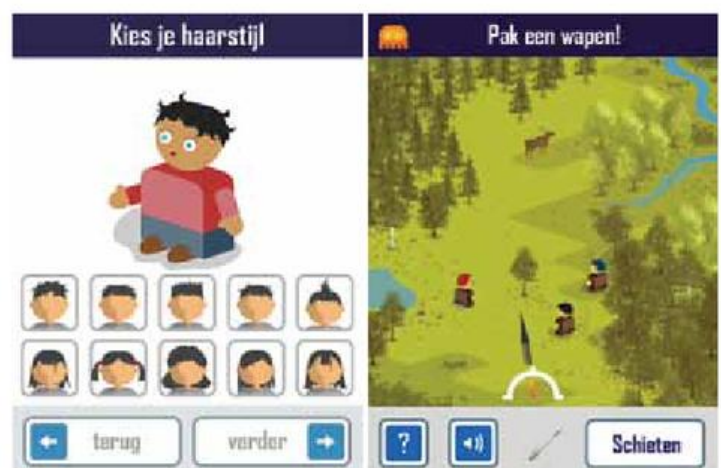 Kies je haarstijl
terug
verder
Pak een wapen!
?
Schieten